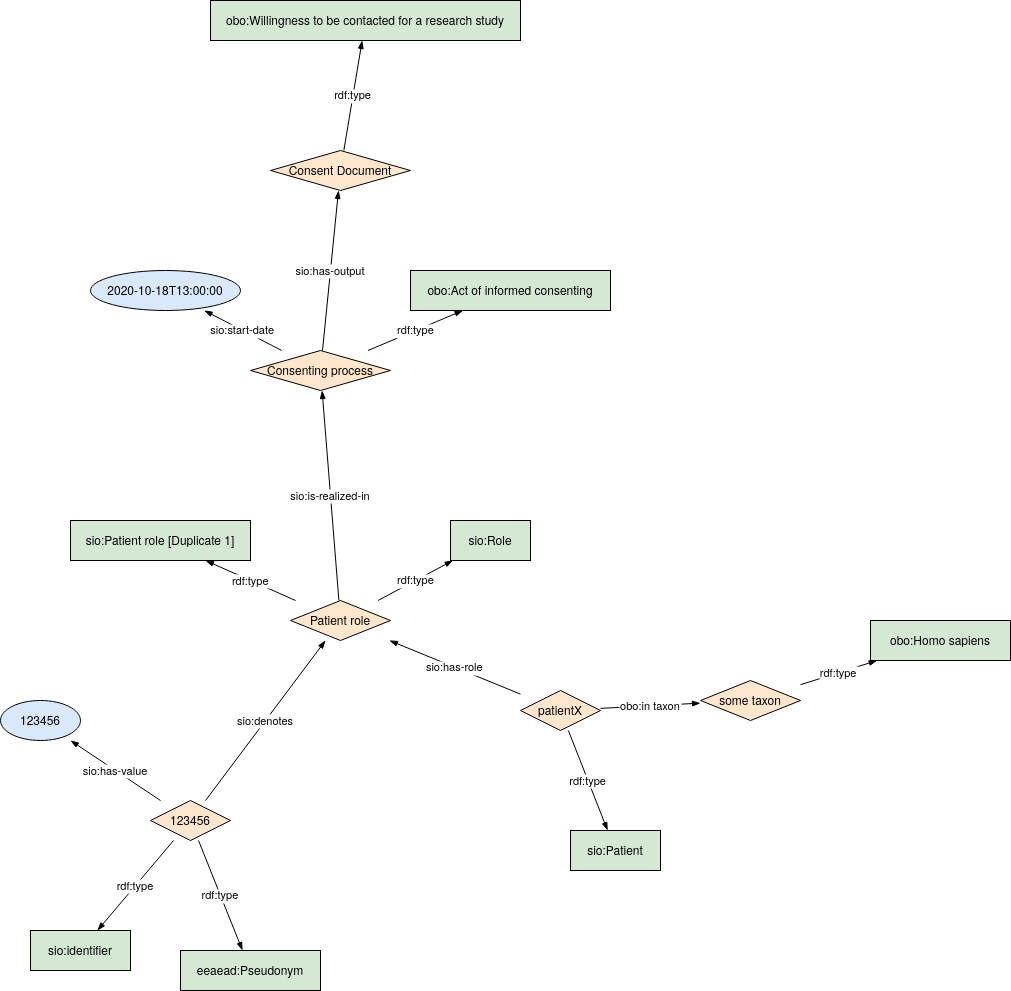 obo:Willingness to be contacted for a research study
rdf:type
Consent Document
sio:has-output
2020-10-18T13:00:00
obo:Act of informed consenting
sio:start-date
rdf:type
Consenting process
sio:is-realized-in
sio:Patient role [Duplicate 1]
sio:Role
rdf:type
rdf:type
Patient role
obo:Homo sapiens
sio:has-role
rdf:type
patientX
obo:in taxon
some taxon
123456
sio:denotes
sio:has-value
rdf:type
123456
sio:Patient
rdf:type
rdf:type
sio:identifier
eeaead:Pseudonym